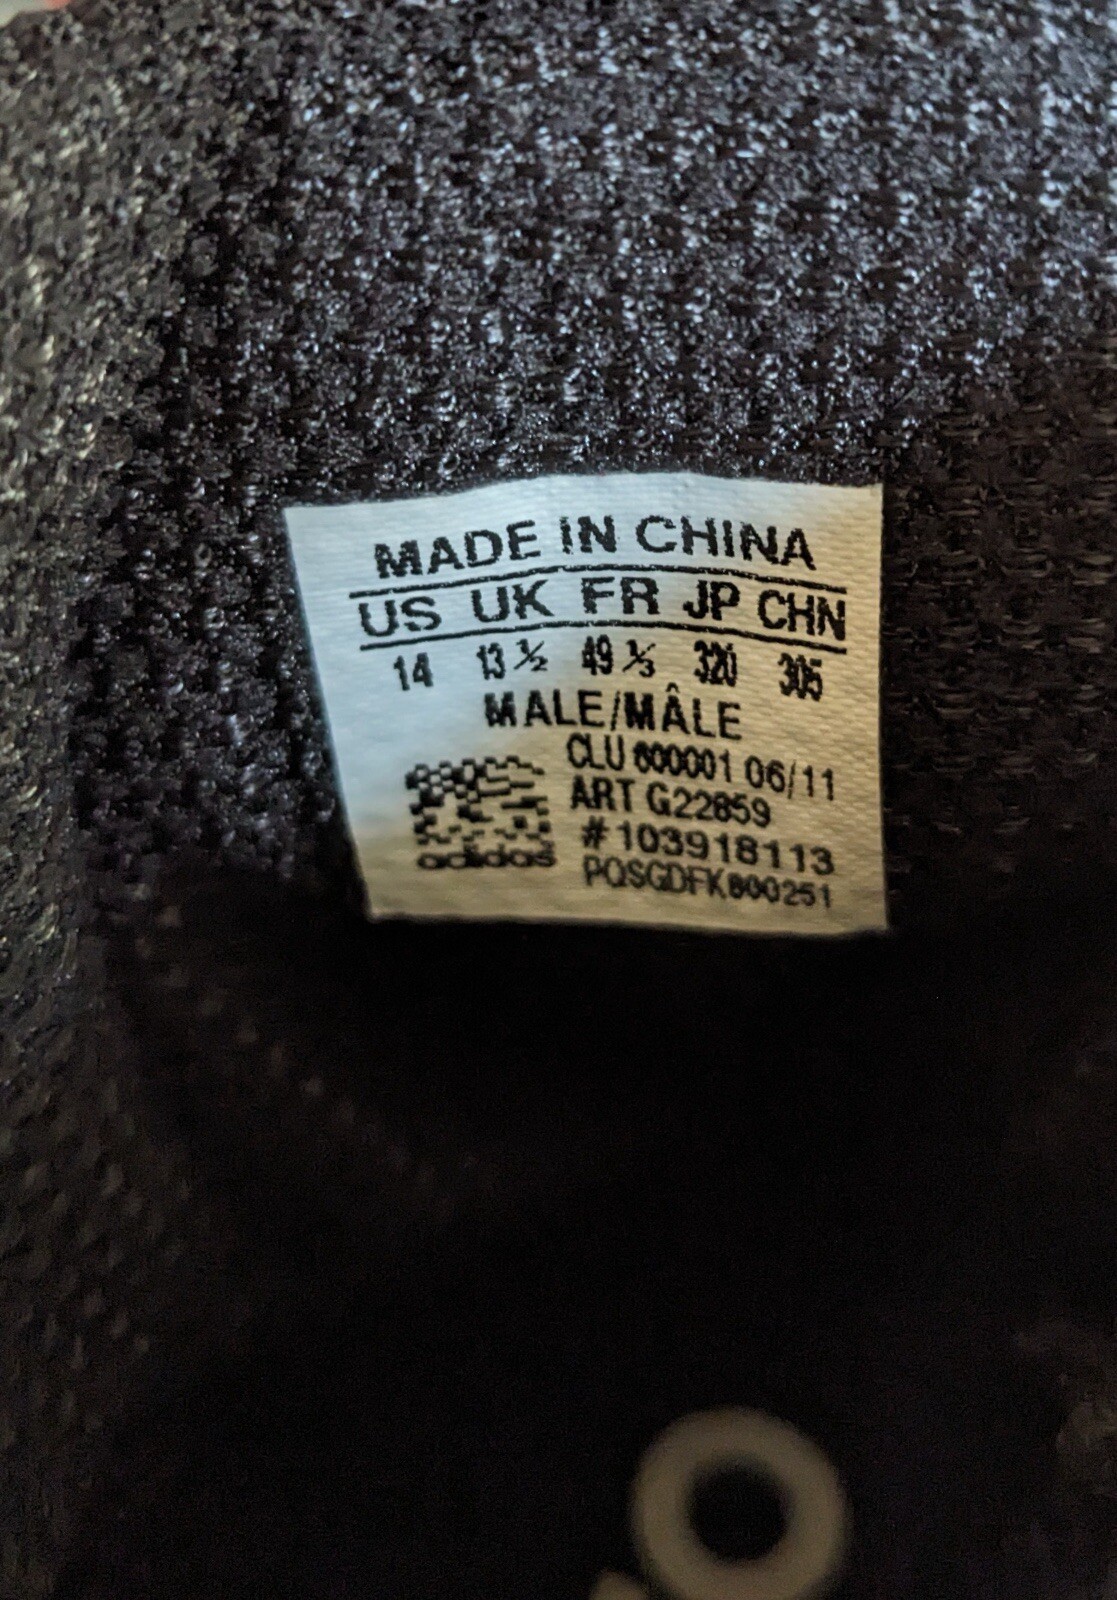 MADE IN CHINA
US UK FR JP CHN
14 13 ½ 49 ⅓ 320 305
MALE/MÂLE
CLU 600001 06/11
ART G22859
#103918113
PQSGDFK800251
adidas